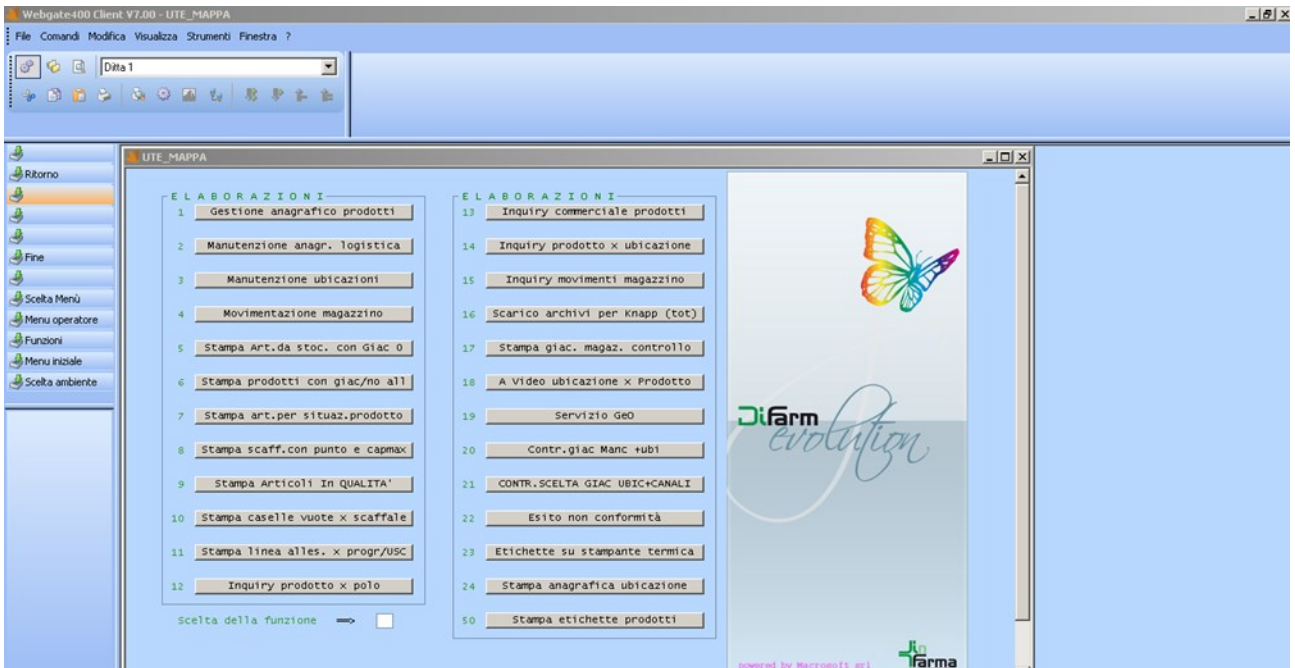 Webgate400 Client V7.00 - UTE_MAPPA
File Comandi Modifica Visualizza Strumenti Finestra ?
Ditta 1
Ritorno
Fine
Scelta Menù
Menu operatore
Funzioni
Menu iniziale
Scelta ambiente
UTE_MAPPA
ELABORAZIONI
1 Gestione anagrafico prodotti
2 Manutenzione anagr. logistica
3 Manutenzione ubicazioni
4 Movimentazione magazzino
5 Stampa Art.da stoc. con Giac 0
6 Stampa prodotti con giac/no all
7 Stampa art.per situaz.prodotto
8 Stampa scaff.con punto e capmax
9 Stampa Articoli In QUALITA'
10 Stampa caselle vuote x scaffale
11 Stampa linea alles. x progr/USC
12 Inquiry prodotto x polo
Scelta della funzione ==>
ELABORAZIONI
13 Inquiry commerciale prodotti
14 Inquiry prodotto x ubicazione
15 Inquiry movimenti magazzino
16 Scarico archivi per Knapp (tot)
17 Stampa giac. magaz. controllo
18 A Video ubicazione x Prodotto
19 Servizio GeO
20 Contr.giac Manc +ubi
21 CONTR.SCELTA GIAC UBIC+CANALI
22 Esito non conformità
23 Etichette su stampante termica
24 Stampa anagrafica ubicazione
50 Stampa etichette prodotti
DiFarm
evolution
in
farma
powered by Macrosoft srl